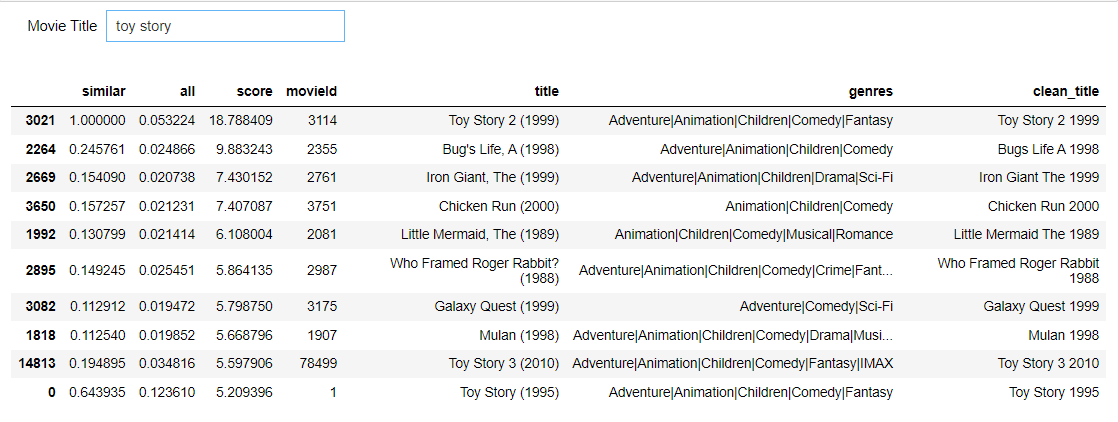 Movie Title toy story
similar all score movieId title genres clean_title
3021 1.000000 0.053224 18.788409 3114 Toy Story 2 (1999) Adventure|Animation|Children|Comedy|Fantasy Toy Story 2 1999
2264 0.245761 0.024866 9.883243 2355 Bug's Life, A (1998) Adventure|Animation|Children|Comedy Bugs Life A 1998
2669 0.154090 0.020738 7.430152 2761 Iron Giant, The (1999) Adventure|Animation|Children|Drama|Sci-Fi Iron Giant The 1999
3650 0.157257 0.021231 7.407087 3751 Chicken Run (2000) Animation|Children|Comedy Chicken Run 2000
1992 0.130799 0.021414 6.108004 2081 Little Mermaid, The (1989) Animation|Children|Comedy|Musical|Romance Little Mermaid The 1989
2895 0.149245 0.025451 5.864135 2987 Who Framed Roger Rabbit? (1988) Adventure|Animation|Children|Comedy|Crime|Fant... Who Framed Roger Rabbit 1988
3082 0.112912 0.019472 5.798750 3175 Galaxy Quest (1999) Adventure|Comedy|Sci-Fi Galaxy Quest 1999
1818 0.112540 0.019852 5.668796 1907 Mulan (1998) Adventure|Animation|Children|Comedy|Drama|Musi... Mulan 1998
14813 0.194895 0.034816 5.597906 78499 Toy Story 3 (2010) Adventure|Animation|Children|Comedy|Fantasy|IMAX Toy Story 3 2010
0 0.643935 0.123610 5.209396 1 Toy Story (1995) Adventure|Animation|Children|Comedy|Fantasy Toy Story 1995